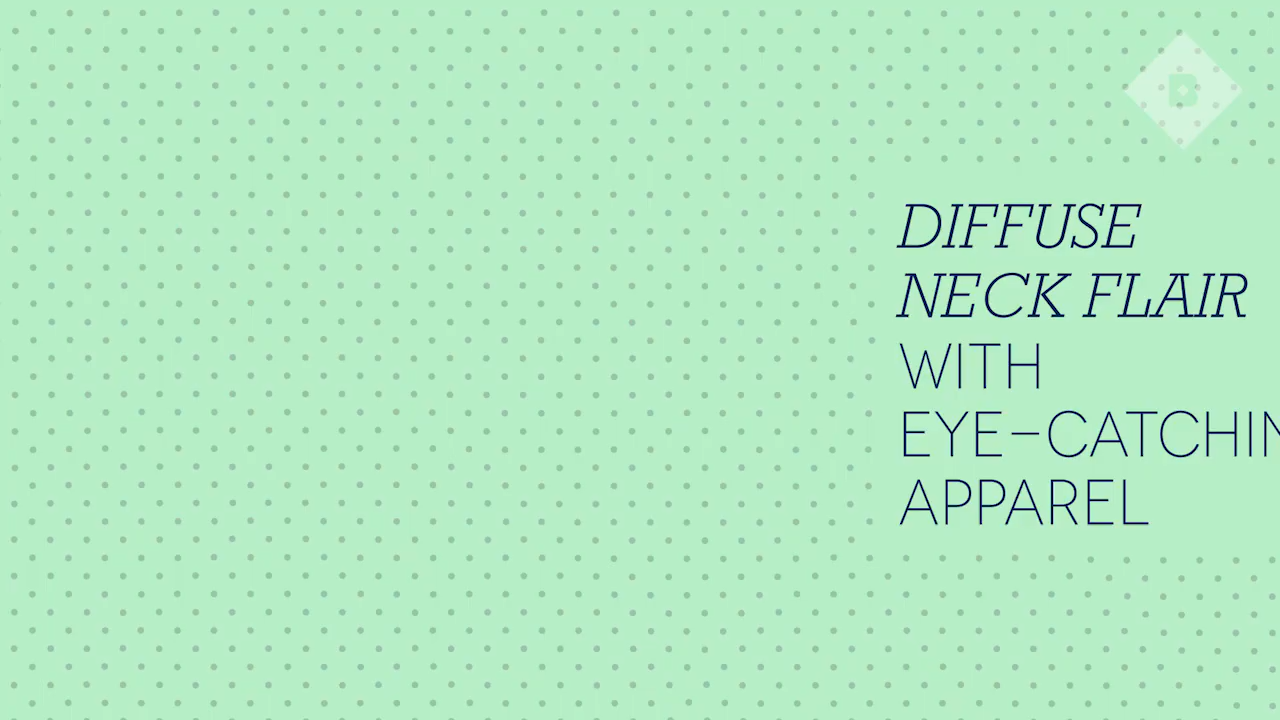 B
DIFFUSE
NECK FLAIR
WITH
EYE–CATCHIN
APPAREL